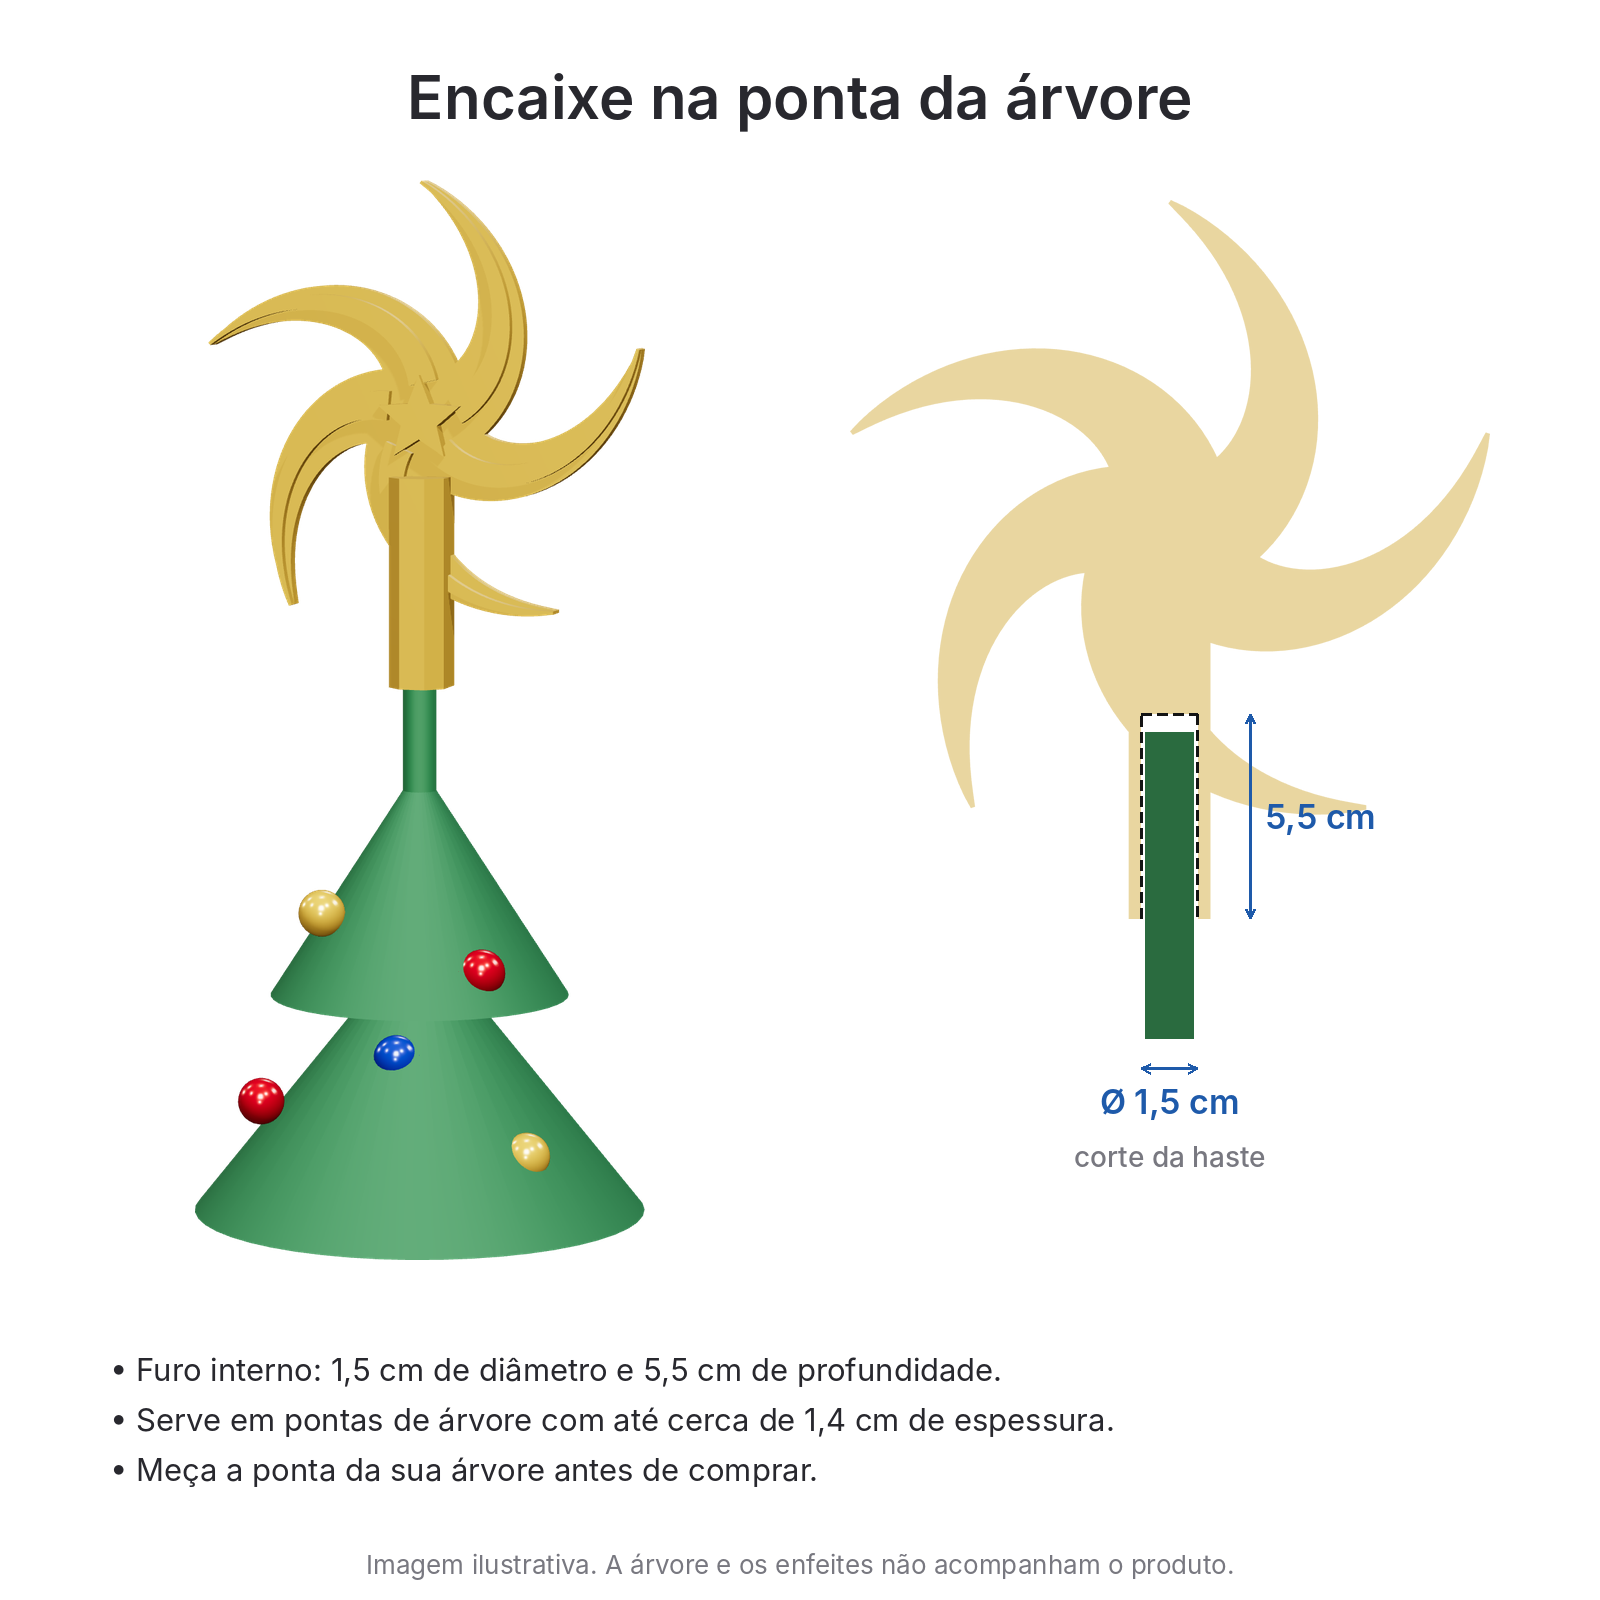 Encaixe na ponta da árvore
5,5 cm
Ø 1,5 cm
corte da haste
• Furo interno: 1,5 cm de diâmetro e 5,5 cm de profundidade.
• Serve em pontas de árvore com até cerca de 1,4 cm de espessura.
• Meça a ponta da sua árvore antes de comprar.
Imagem ilustrativa. A árvore e os enfeites não acompanham o produto.